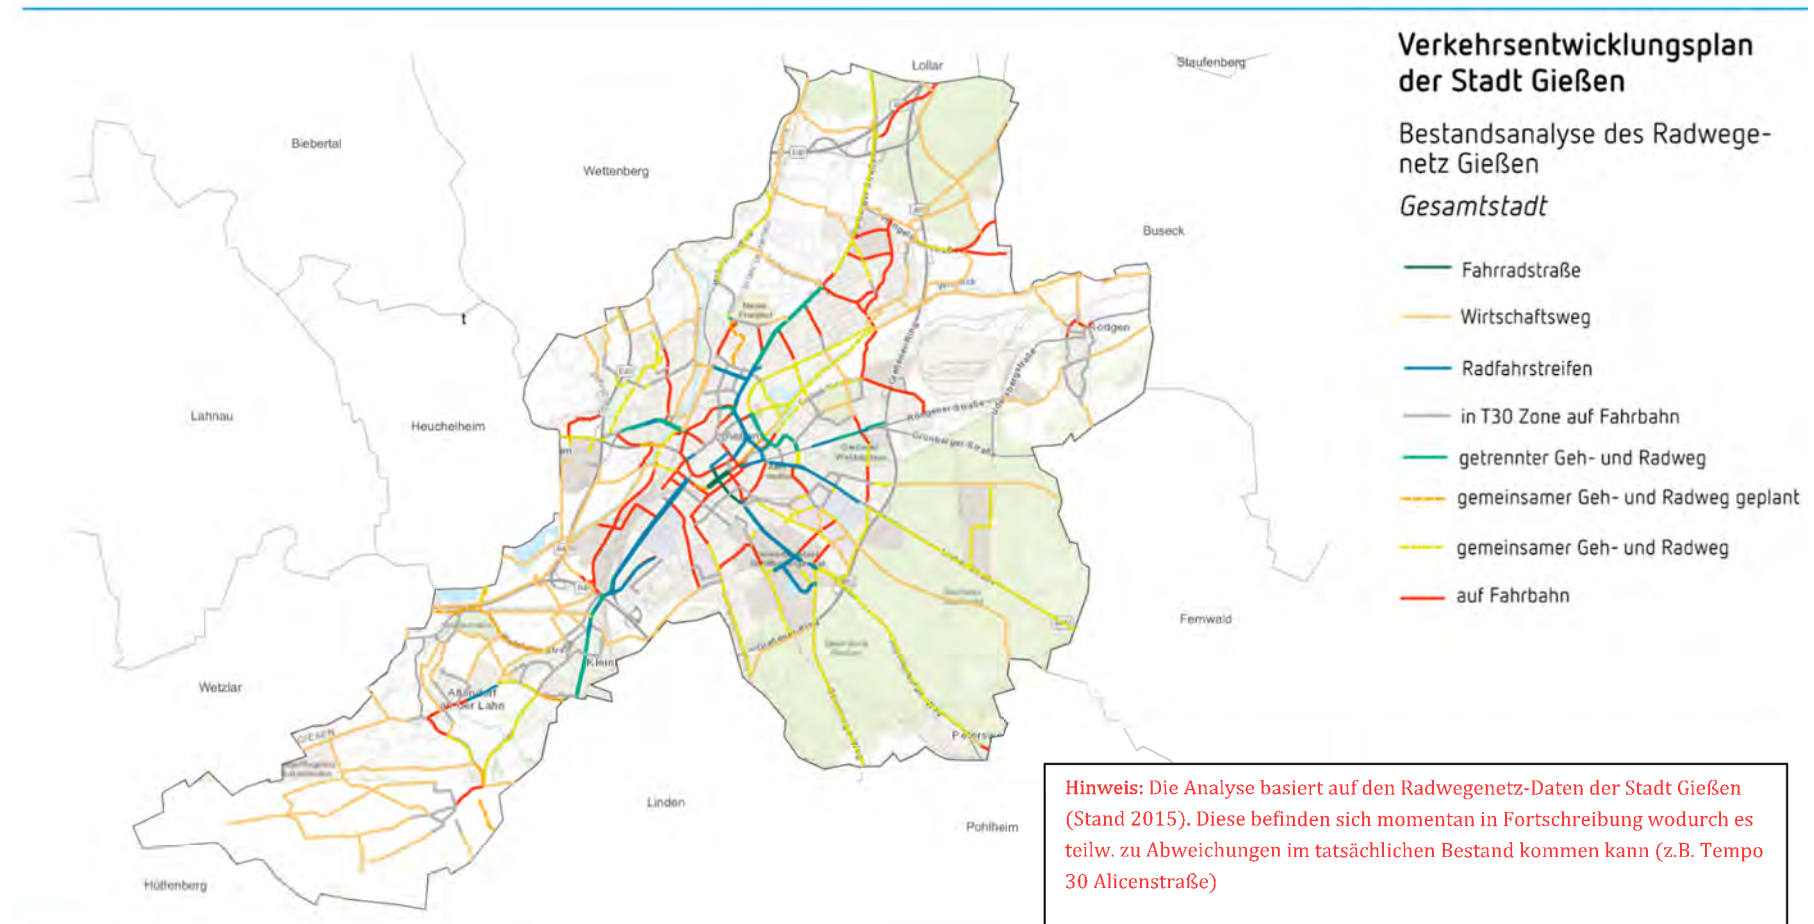 Verkehrsentwicklungsplan
der Stadt Gießen
Bestandsanalyse des Radwege-
netz Gießen
Gesamtstadt
Fahrradstraße
Wirtschaftsweg
Radfahrstreifen
in T30 Zone auf Fahrbahn
getrennter Geh- und Radweg
gemeinsamer Geh- und Radweg geplant
gemeinsamer Geh- und Radweg
auf Fahrbahn
Lollar
Staufenberg
Biebertal
Wettenberg
Buseck
t
Rödgen
Lahnau
Heuchelheim
Rödgener-Straße
Fernwald
Klein
Wetzlar
Allendorf
an der Lahn
GIEßEN
Linden
Pohlheim
Hüttenberg
Hinweis: Die Analyse basiert auf den Radwegenetz-Daten der Stadt Gießen
(Stand 2015). Diese befinden sich momentan in Fortschreibung wodurch es
teilw. zu Abweichungen im tatsächlichen Bestand kommen kann (z.B. Tempo
30 Alicenstraße)